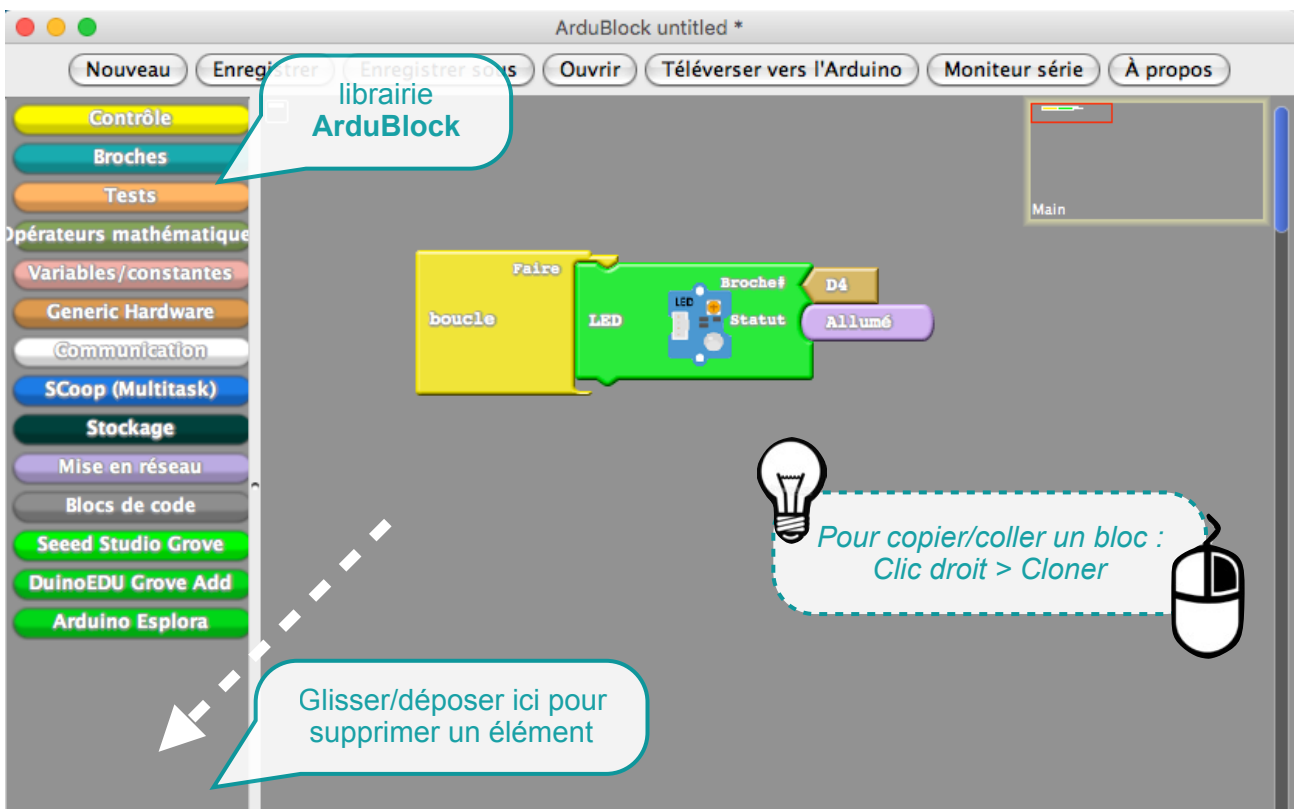 ArduBlock untitled *
Nouveau Enregistrer Enregistrer sous Ouvrir Téléverser vers l'Arduino Moniteur série À propos
librairie
ArduBlock
Contrôle
Broches
Tests
Opérateurs mathématique
Variables/constantes
Generic Hardware
Communication
SCoop (Multitask)
Stockage
Mise en réseau
Blocs de code
Seeed Studio Grove
DuinoEDU Grove Add
Arduino Esplora
Main
Faire
boucle
LED
LED
Broche# D4
Statut Allumé
Pour copier/coller un bloc :
Clic droit > Cloner
Glisser/déposer ici pour
supprimer un élément